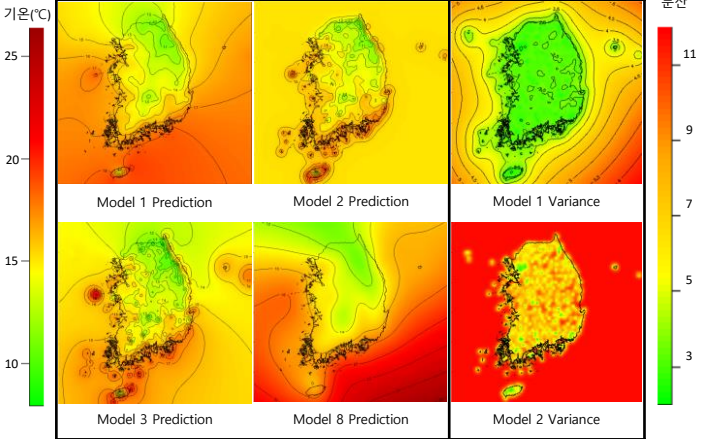 기온(℃)
분산
25
20
15
10
11
9
7
5
3
Model 1 Prediction
Model 2 Prediction
Model 1 Variance
Model 3 Prediction
Model 8 Prediction
Model 2 Variance